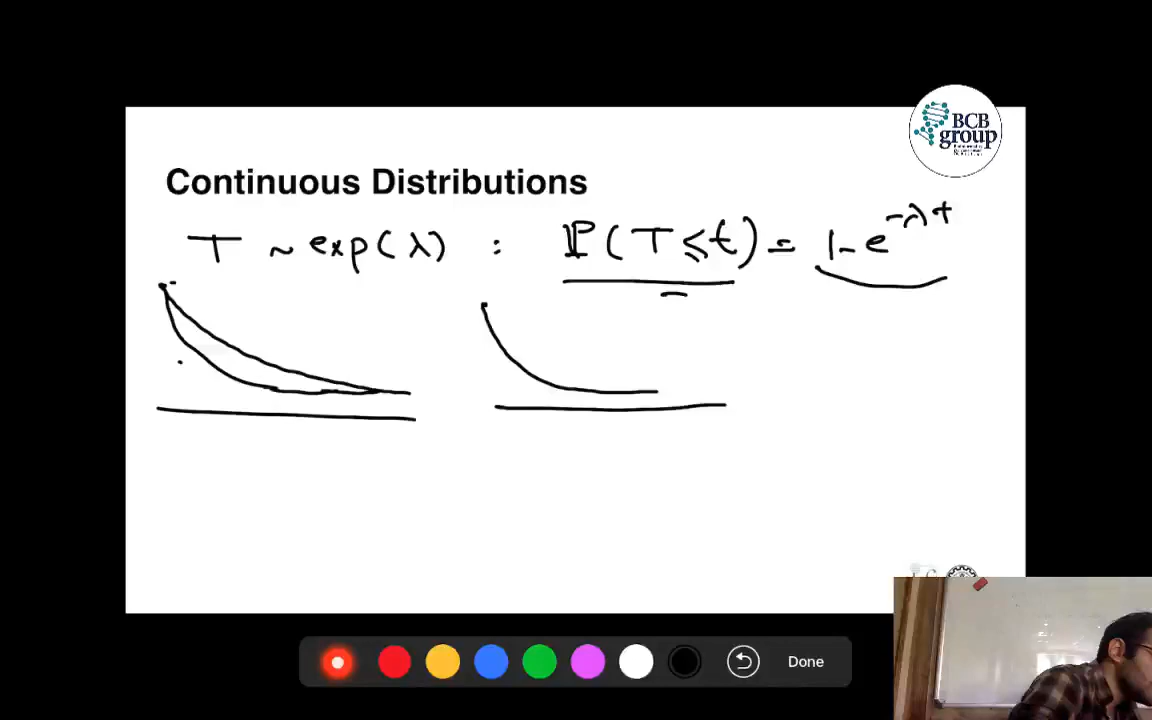 BCB
group
Continuous Distributions
T ~ exp(λ) : ℙ(T ≤ t) = 1 - e^{-λt}
Done